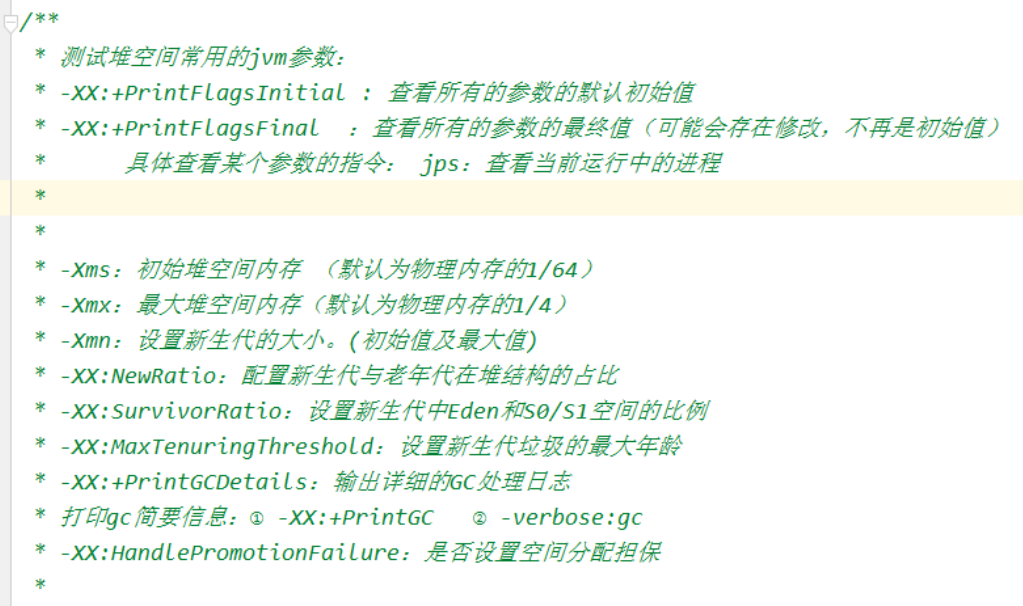 /**
* 测试堆空间常用的jvm参数：
* -XX:+PrintFlagsInitial : 查看所有的参数的默认初始值
* -XX:+PrintFlagsFinal ：查看所有的参数的最终值（可能会存在修改，不再是初始值）
* 具体查看某个参数的指令： jps：查看当前运行中的进程
*
*
* -Xms：初始堆空间内存 （默认为物理内存的1/64）
* -Xmx：最大堆空间内存（默认为物理内存的1/4）
* -Xmn：设置新生代的大小。(初始值及最大值)
* -XX:NewRatio：配置新生代与老年代在堆结构的占比
* -XX:SurvivorRatio：设置新生代中Eden和S0/S1空间的比例
* -XX:MaxTenuringThreshold：设置新生代垃圾的最大年龄
* -XX:+PrintGCDetails：输出详细的GC处理日志
* 打印gc简要信息：① -XX:+PrintGC ② -verbose:gc
* -XX:HandlePromotionFailure：是否设置空间分配担保
*